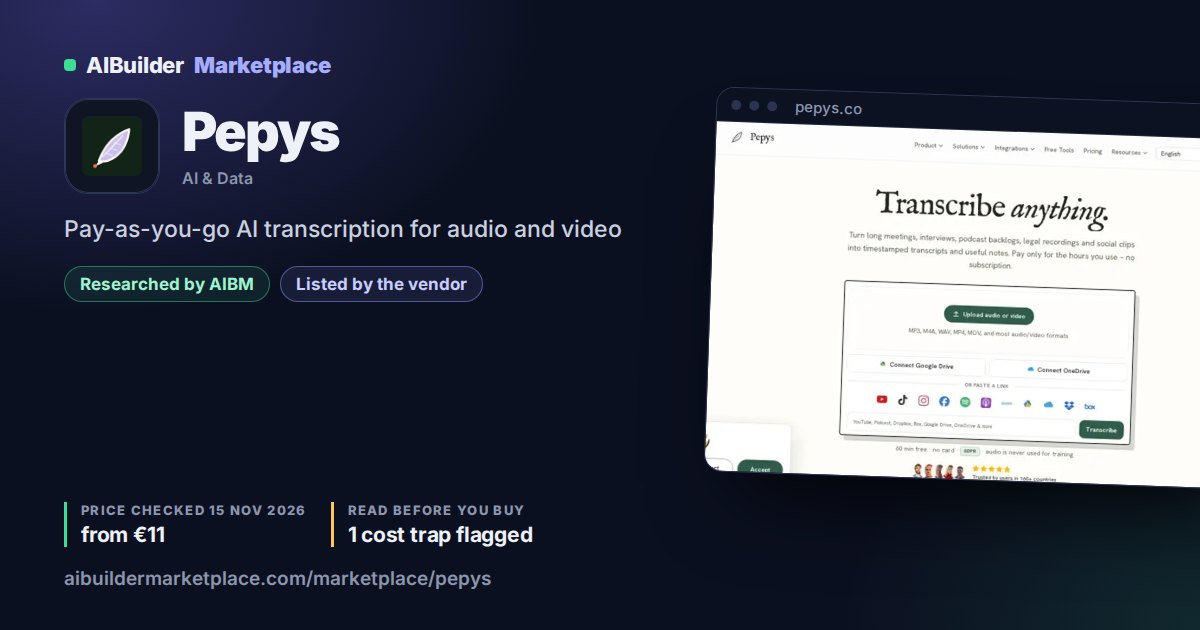 AIBuilder Marketplace
Pepys
AI & Data
Pay-as-you-go AI transcription for audio and video
Researched by AIBM
Listed by the vendor
PRICE CHECKED 15 NOV 2026
from €11
READ BEFORE YOU BUY
1 cost trap flagged
aibuildermarketplace.com/marketplace/pepys
pepys.co
Pepys
Product
Solutions
Integrations
Free Tools
Pricing
Resources
English
Transcribe anything.
Turn long meetings, interviews, podcast backlogs, legal recordings and social clips
into timestamped transcripts and useful notes. Pay only for the hours you use – no
subscription.
Upload audio or video
MP3, M4A, WAV, MP4, MOV, and most audio/video formats
Connect Google Drive
Connect OneDrive
OR PASTE A LINK
box
YouTube, Podcast, Dropbox, Box, Google Drive, OneDrive & more
Transcribe
60 min free · no card GDPR audio is never used for training
Trusted by users in 166+ countries
Accept